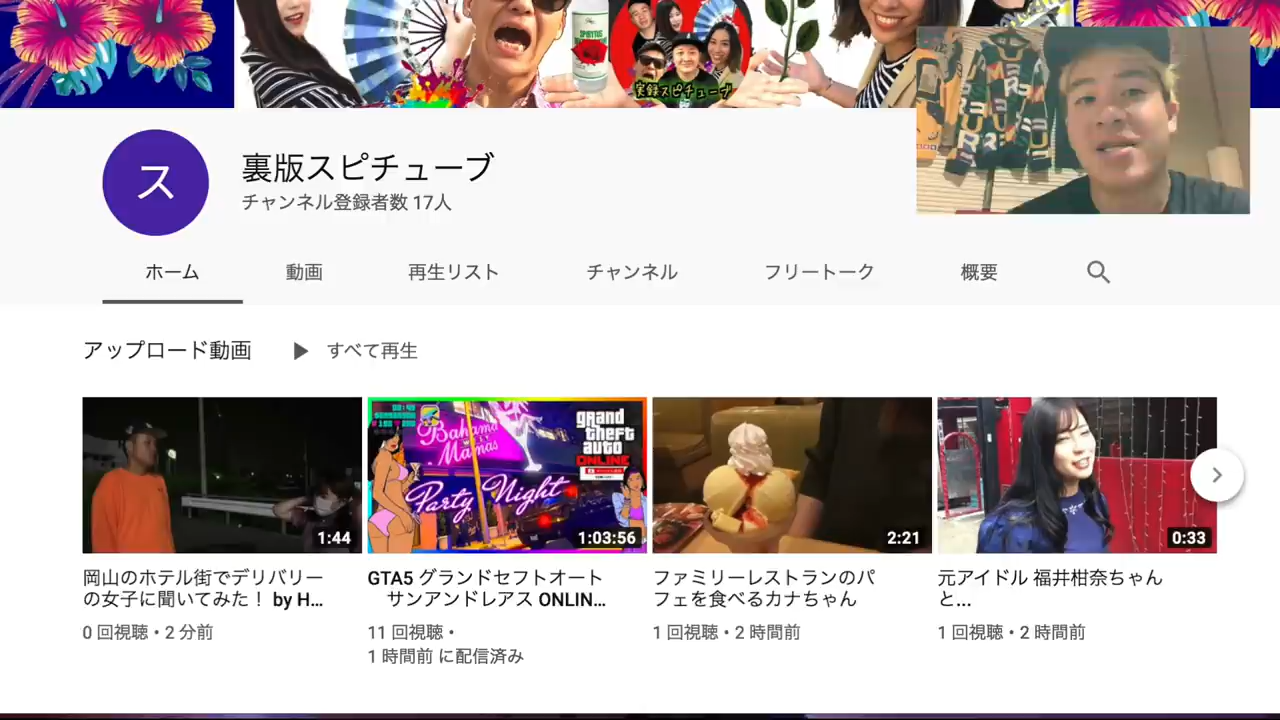 SPIRYTUS
実録スピチューブ
ス
裏版スピチューブ
チャンネル登録者数 17人
ホーム
動画
再生リスト
チャンネル
フリートーク
概要
アップロード動画
すべて再生
1:44
Bahama
Mamas
Party Night
grand
theft
auto
ONLINE
1:03:56
2:21
0:33
岡山のホテル街でデリバリー
の女子に聞いてみた！ by H...
GTA5 グランドセフトオート
サンアンドレアス ONLIN...
ファミリーレストランのパ
フェを食べるカナちゃん
元アイドル 福井柑奈ちゃん
と...
0 回視聴・2 分前
11 回視聴・
1 時間前 に配信済み
1 回視聴・2 時間前
1 回視聴・2 時間前